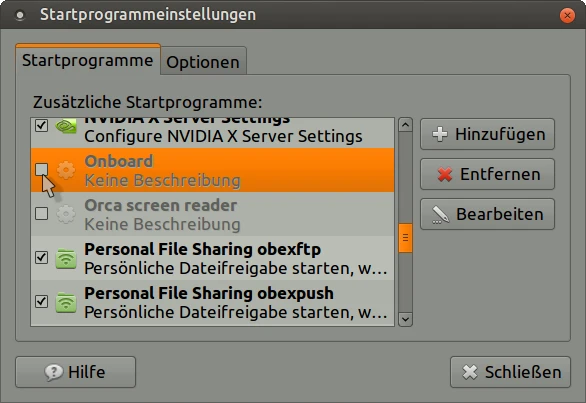 Startprogrammeinstellungen
Startprogramme
Optionen
Zusätzliche Startprogramme:
NVIDIA X Server Settings
Configure NVIDIA X Server Settings
Onboard
Keine Beschreibung
Orca screen reader
Keine Beschreibung
Personal File Sharing obexftp
Persönliche Dateifreigabe starten, w...
Personal File Sharing obexpush
Persönliche Dateifreigabe starten, w...
Hinzufügen
Entfernen
Bearbeiten
Hilfe
Schließen